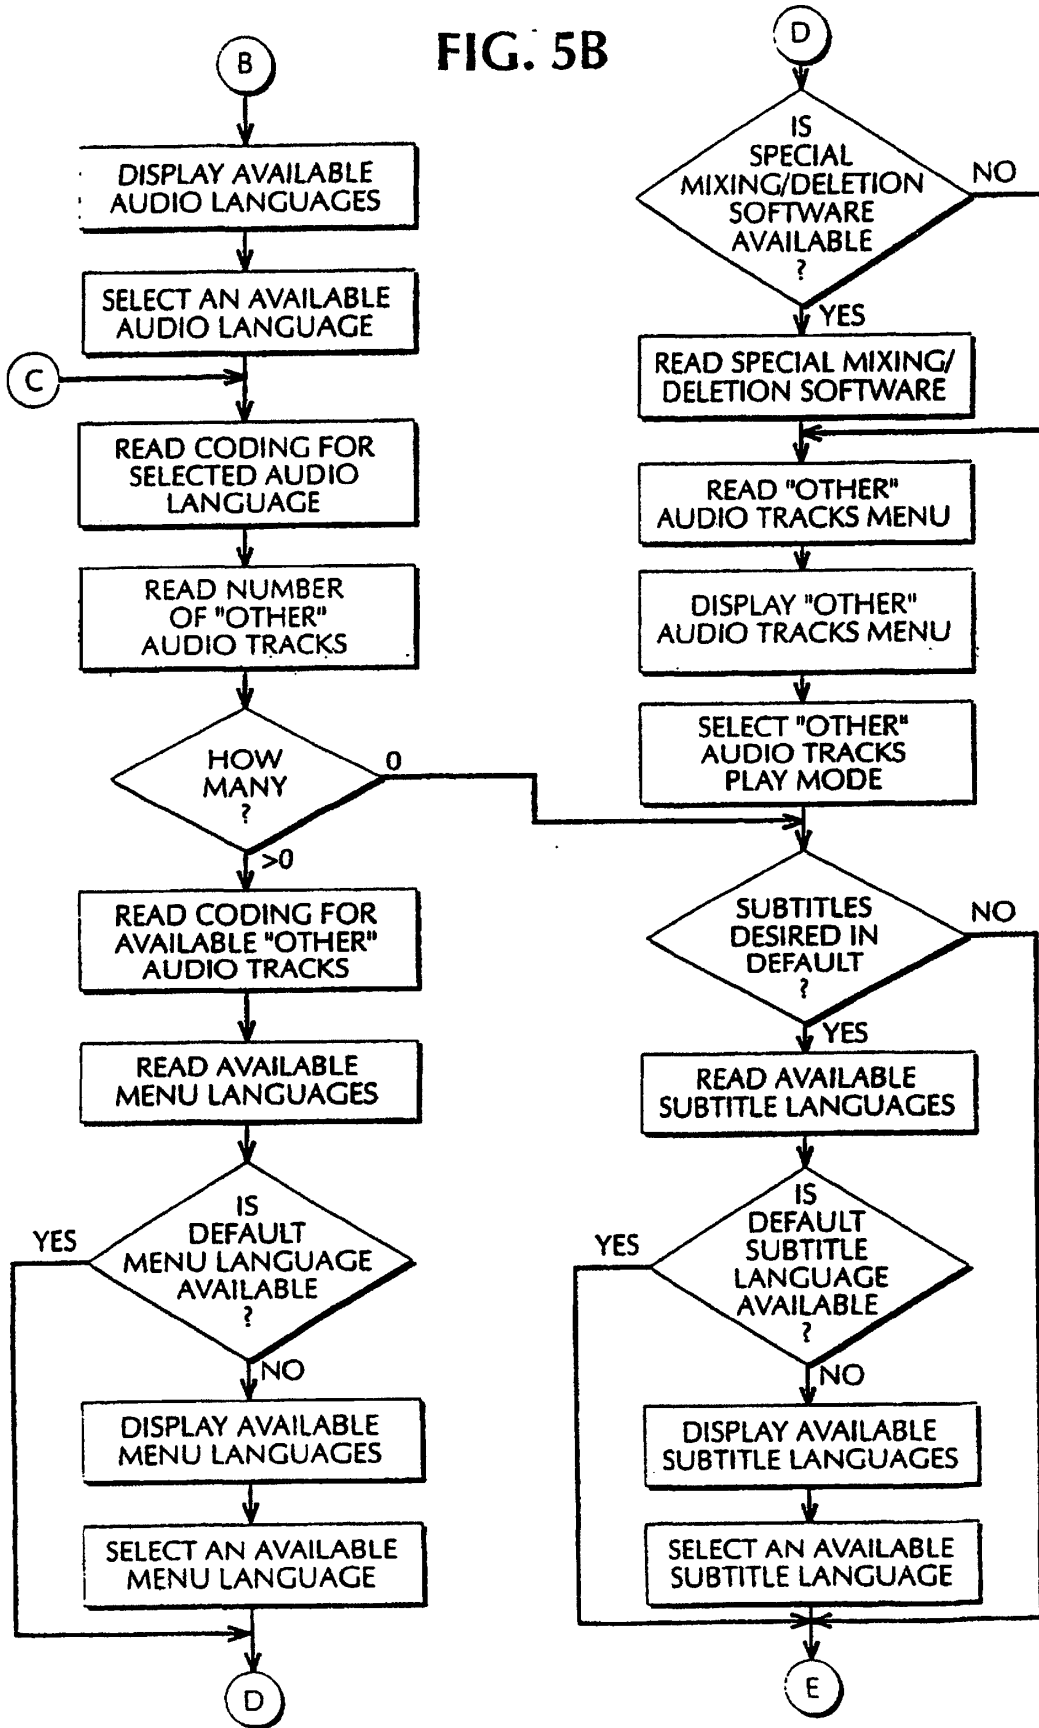 FIG. 5B
B
DISPLAY AVAILABLE
AUDIO LANGUAGES
SELECT AN AVAILABLE
AUDIO LANGUAGE
C
READ CODING FOR
SELECTED AUDIO
LANGUAGE
READ NUMBER
OF "OTHER"
AUDIO TRACKS
HOW
MANY
?
0
>0
READ CODING FOR
AVAILABLE "OTHER"
AUDIO TRACKS
READ AVAILABLE
MENU LANGUAGES
IS
DEFAULT
MENU LANGUAGE
AVAILABLE
?
YES
NO
DISPLAY AVAILABLE
MENU LANGUAGES
SELECT AN AVAILABLE
MENU LANGUAGE
D
D
IS
SPECIAL
MIXING/DELETION
SOFTWARE
AVAILABLE
?
NO
YES
READ SPECIAL MIXING/
DELETION SOFTWARE
READ "OTHER"
AUDIO TRACKS MENU
DISPLAY "OTHER"
AUDIO TRACKS MENU
SELECT "OTHER"
AUDIO TRACKS
PLAY MODE
SUBTITLES
DESIRED IN
DEFAULT
?
NO
YES
READ AVAILABLE
SUBTITLE LANGUAGES
IS
DEFAULT
SUBTITLE
LANGUAGE
AVAILABLE
?
YES
NO
DISPLAY AVAILABLE
SUBTITLE LANGUAGES
SELECT AN AVAILABLE
SUBTITLE LANGUAGE
E